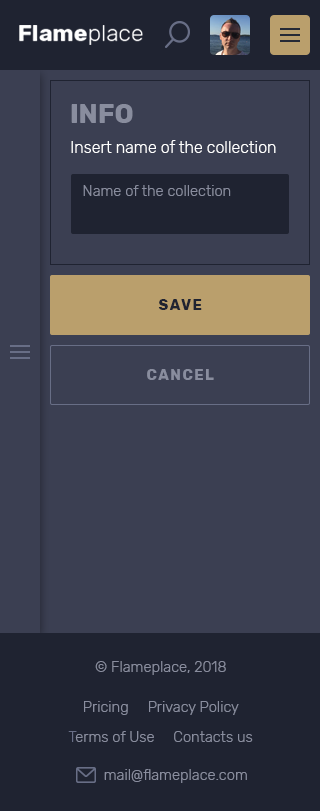 Flameplace
INFO
Insert name of the collection
Name of the collection
SAVE
CANCEL
© Flameplace, 2018
Pricing Privacy Policy
Terms of Use Contacts us
mail@flameplace.com